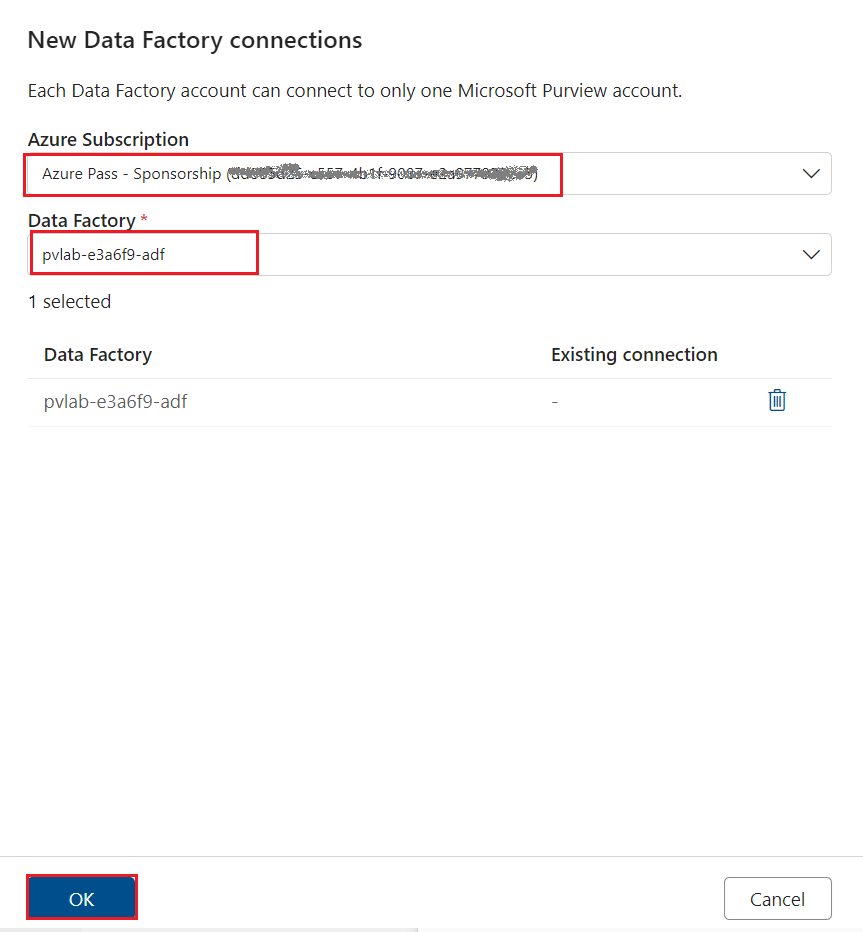 New Data Factory connections
Each Data Factory account can connect to only one Microsoft Purview account.
Azure Subscription
Azure Pass - Sponsorship
Data Factory *
pvlab-e3a6f9-adf
1 selected
Data Factory Existing connection
pvlab-e3a6f9-adf -
OK Cancel